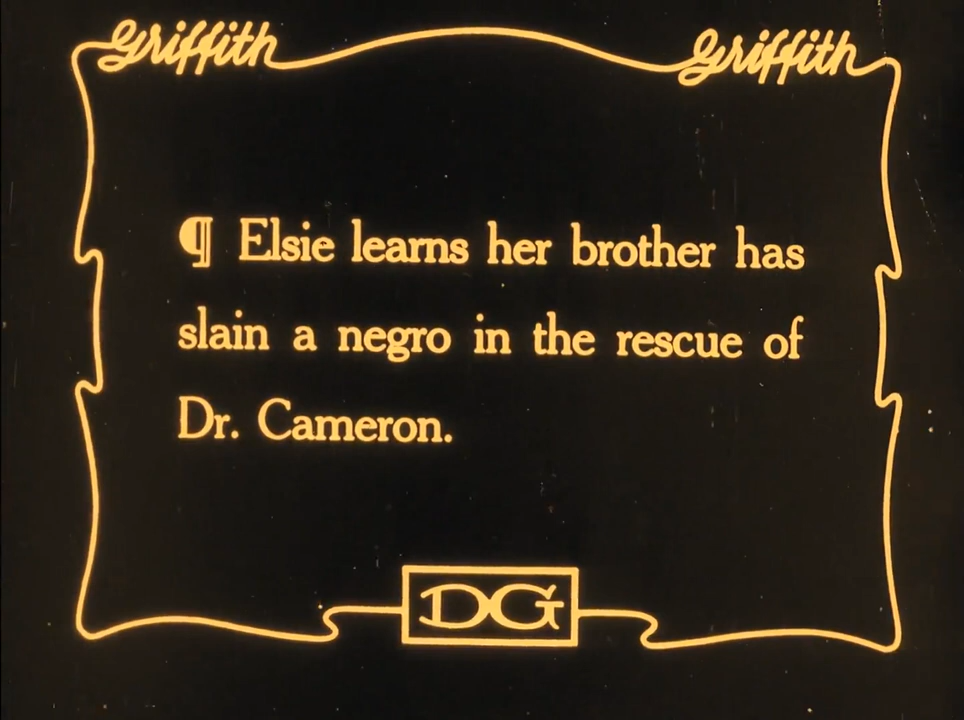 Griffith Griffith
¶ Elsie learns her brother has
slain a negro in the rescue of
Dr. Cameron.
DG